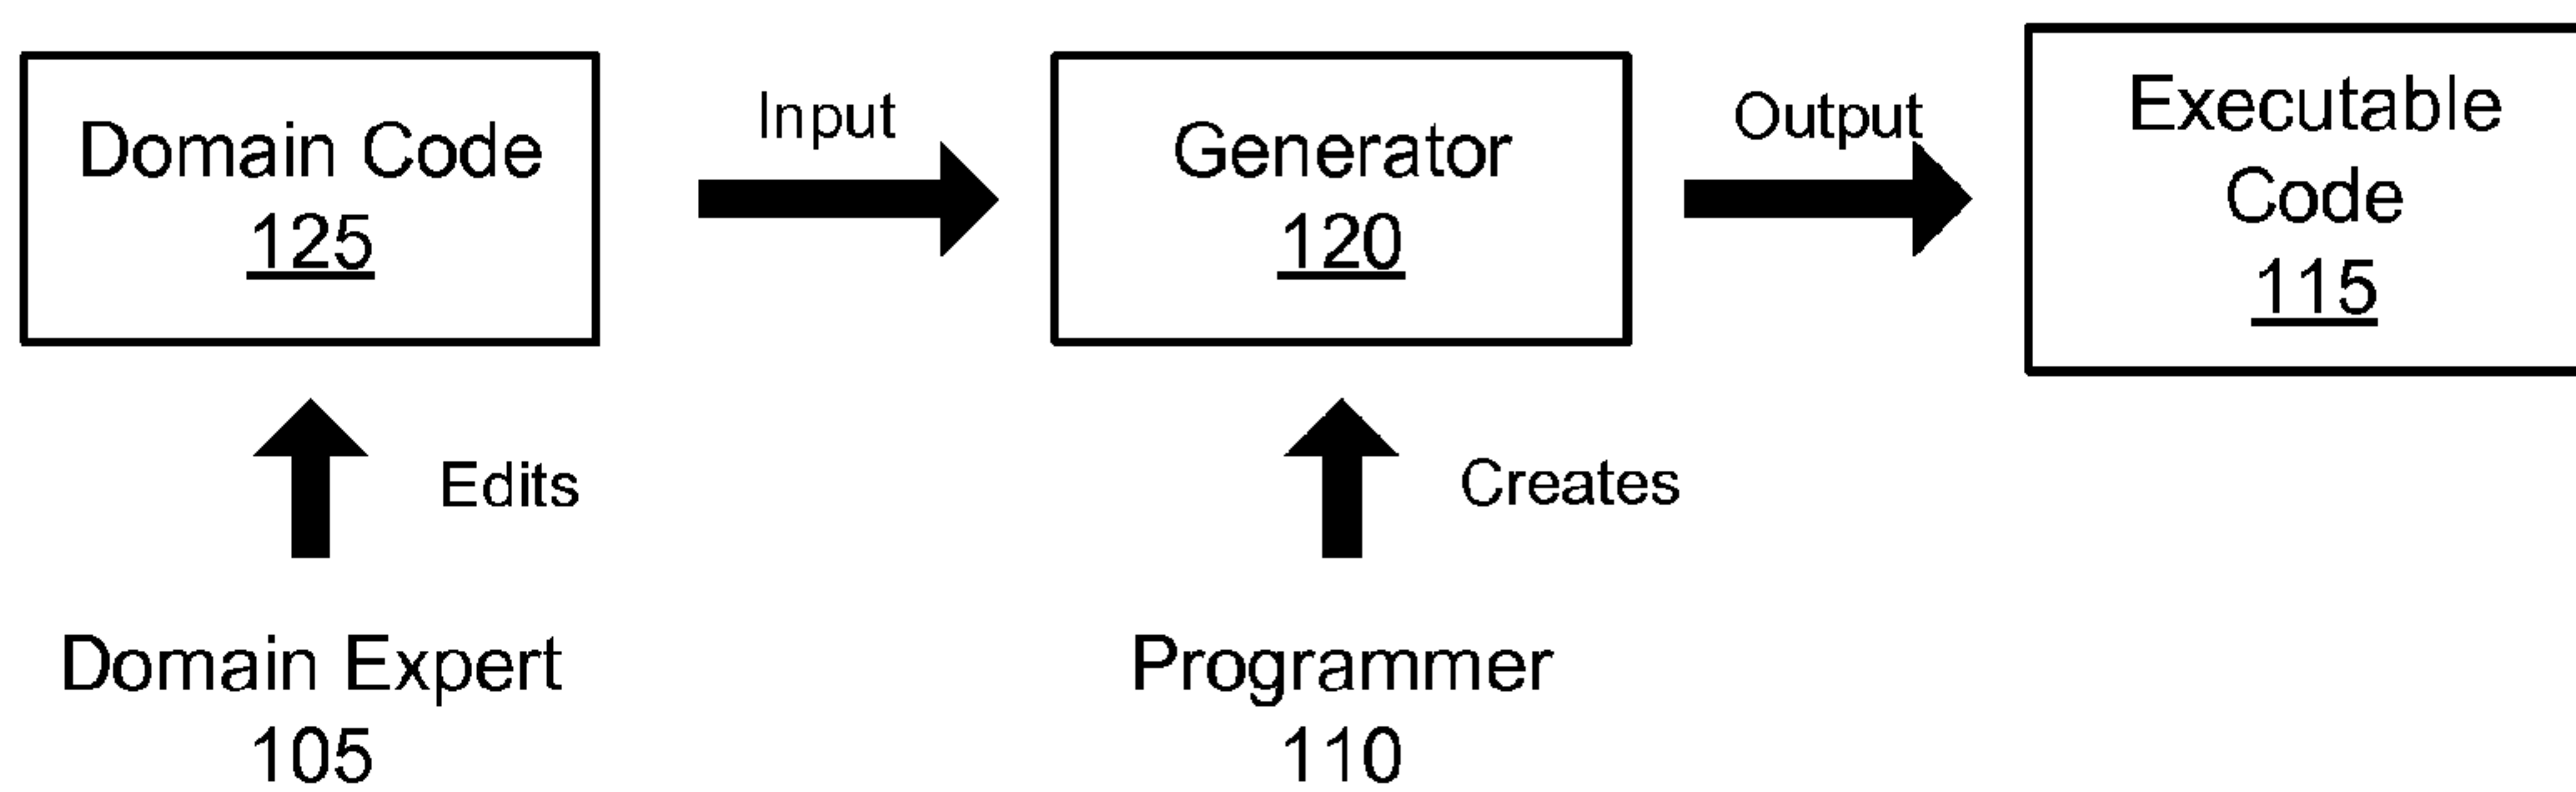 Domain Code
125
Input
Generator
120
Output
Executable
Code
115
Edits
Creates
Domain Expert
105
Programmer
110